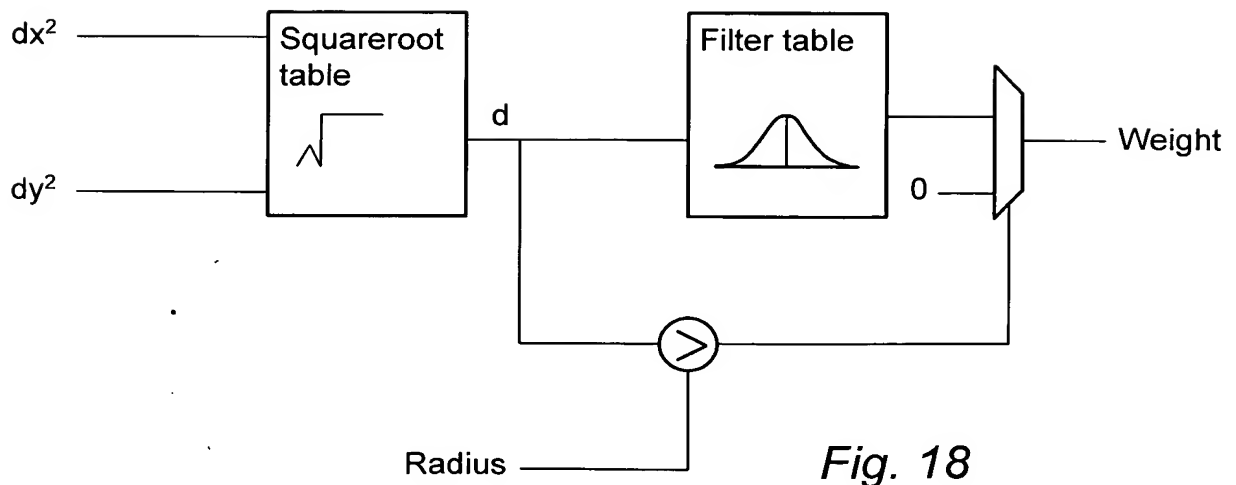 dx²
Squareroot
table
Filter table
d
Weight
0
dy²
>
Radius
Fig. 18